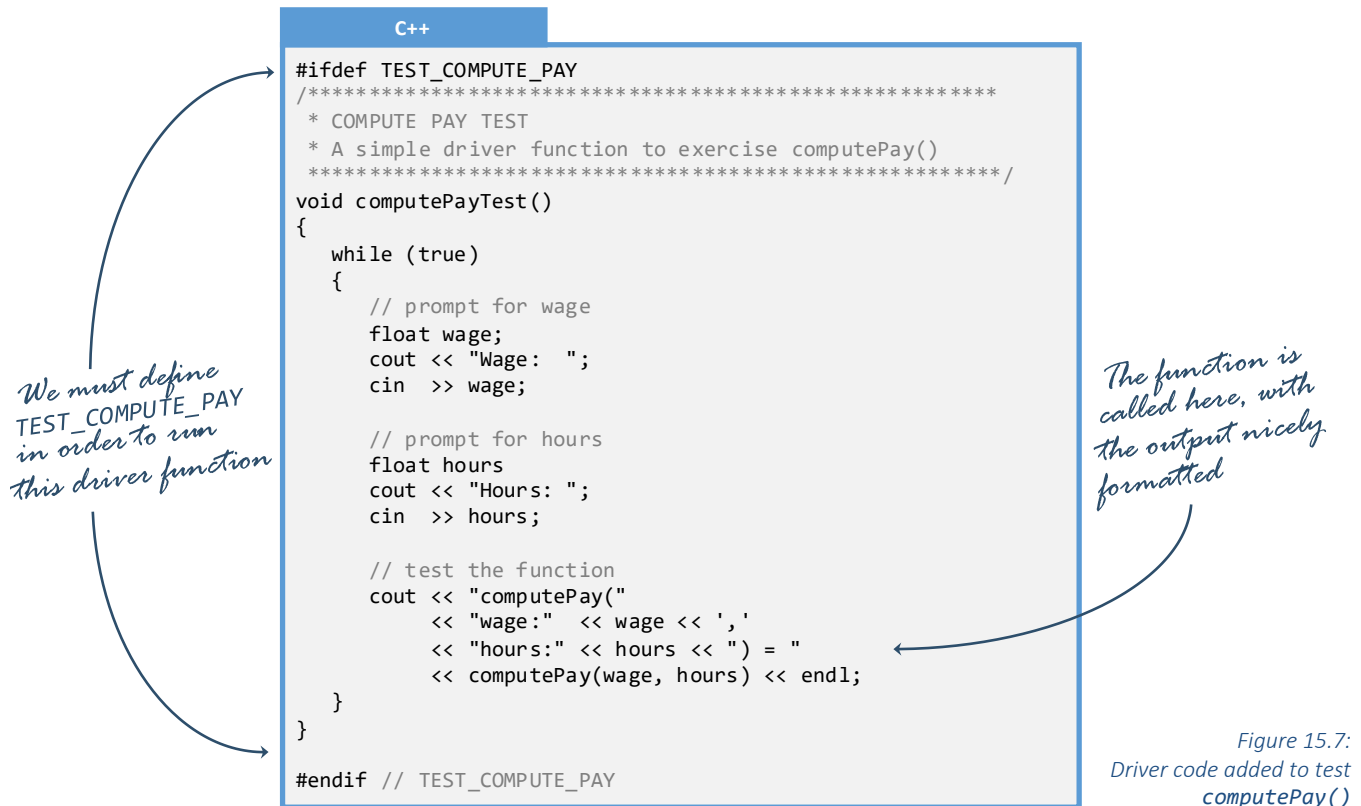 C++
#ifdef TEST_COMPUTE_PAY
/********************************************************
 * COMPUTE PAY TEST
 * A simple driver function to exercise computePay()
 ********************************************************/
void computePayTest()
{
   while (true)
   {
      // prompt for wage
      float wage;
      cout << "Wage:  ";
      cin  >> wage;

      // prompt for hours
      float hours
      cout << "Hours: ";
      cin  >> hours;

      // test the function
      cout << "computePay("
           << "wage:"  << wage << ','
           << "hours:" << hours << ") = "
           << computePay(wage, hours) << endl;
   }
}

#endif // TEST_COMPUTE_PAY
We must define
TEST_COMPUTE_PAY
in order to run
this driver function
The function is
called here, with
the output nicely
formatted
Figure 15.7:
Driver code added to test
computePay()